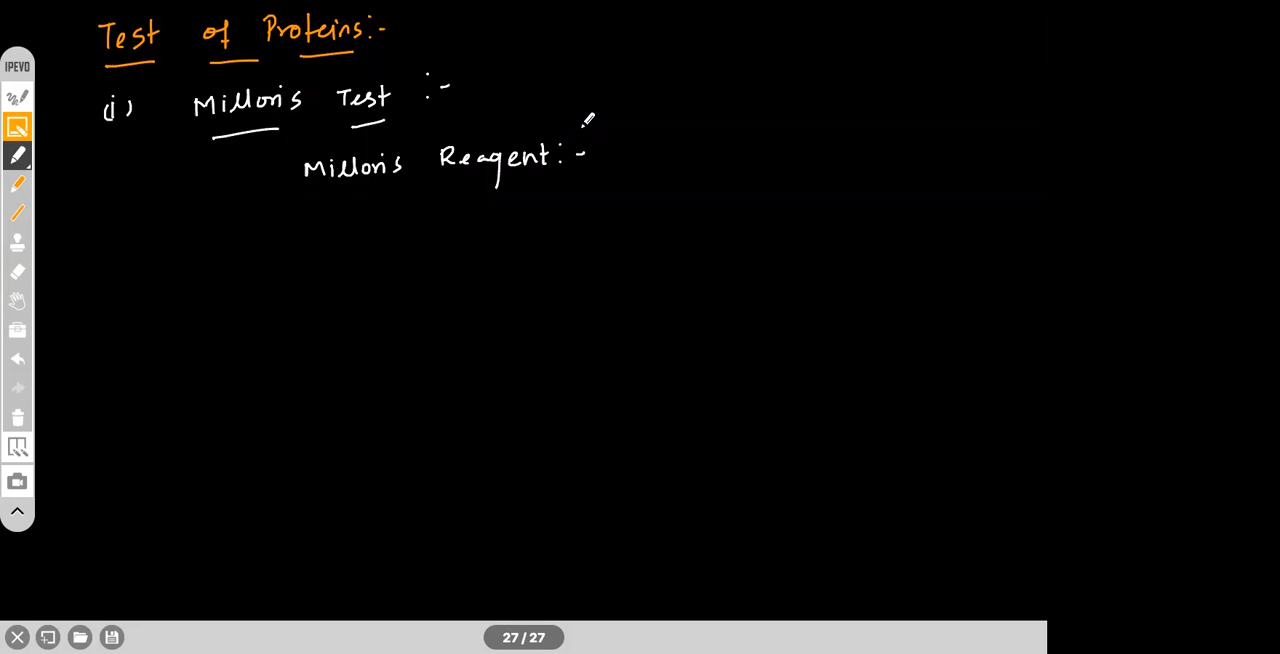 Test of Proteins:-
(i) Millon's Test :-
Millon's Reagent:-
IPEVO
27/27